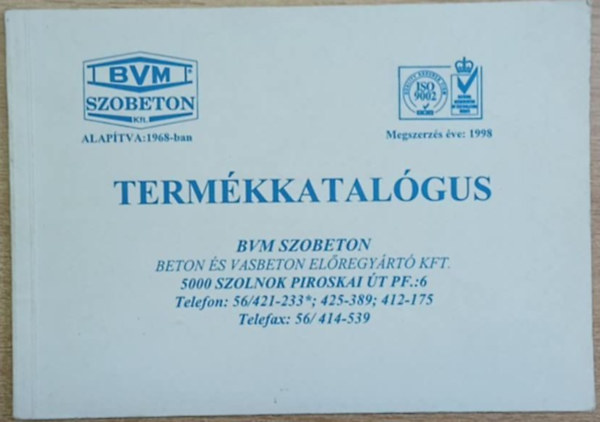 BVM
SZOBETON
Kft.
ALAPÍTVA:1968-ban
ISO
9002
Megszerzés éve: 1998
TERMÉKKATALÓGUS
BVM SZOBETON
BETON ÉS VASBETON ELŐREGYÁRTÓ KFT.
5000 SZOLNOK PIROSKAI ÚT PF.:6
Telefon: 56/421-233*; 425-389; 412-175
Telefax: 56/ 414-539